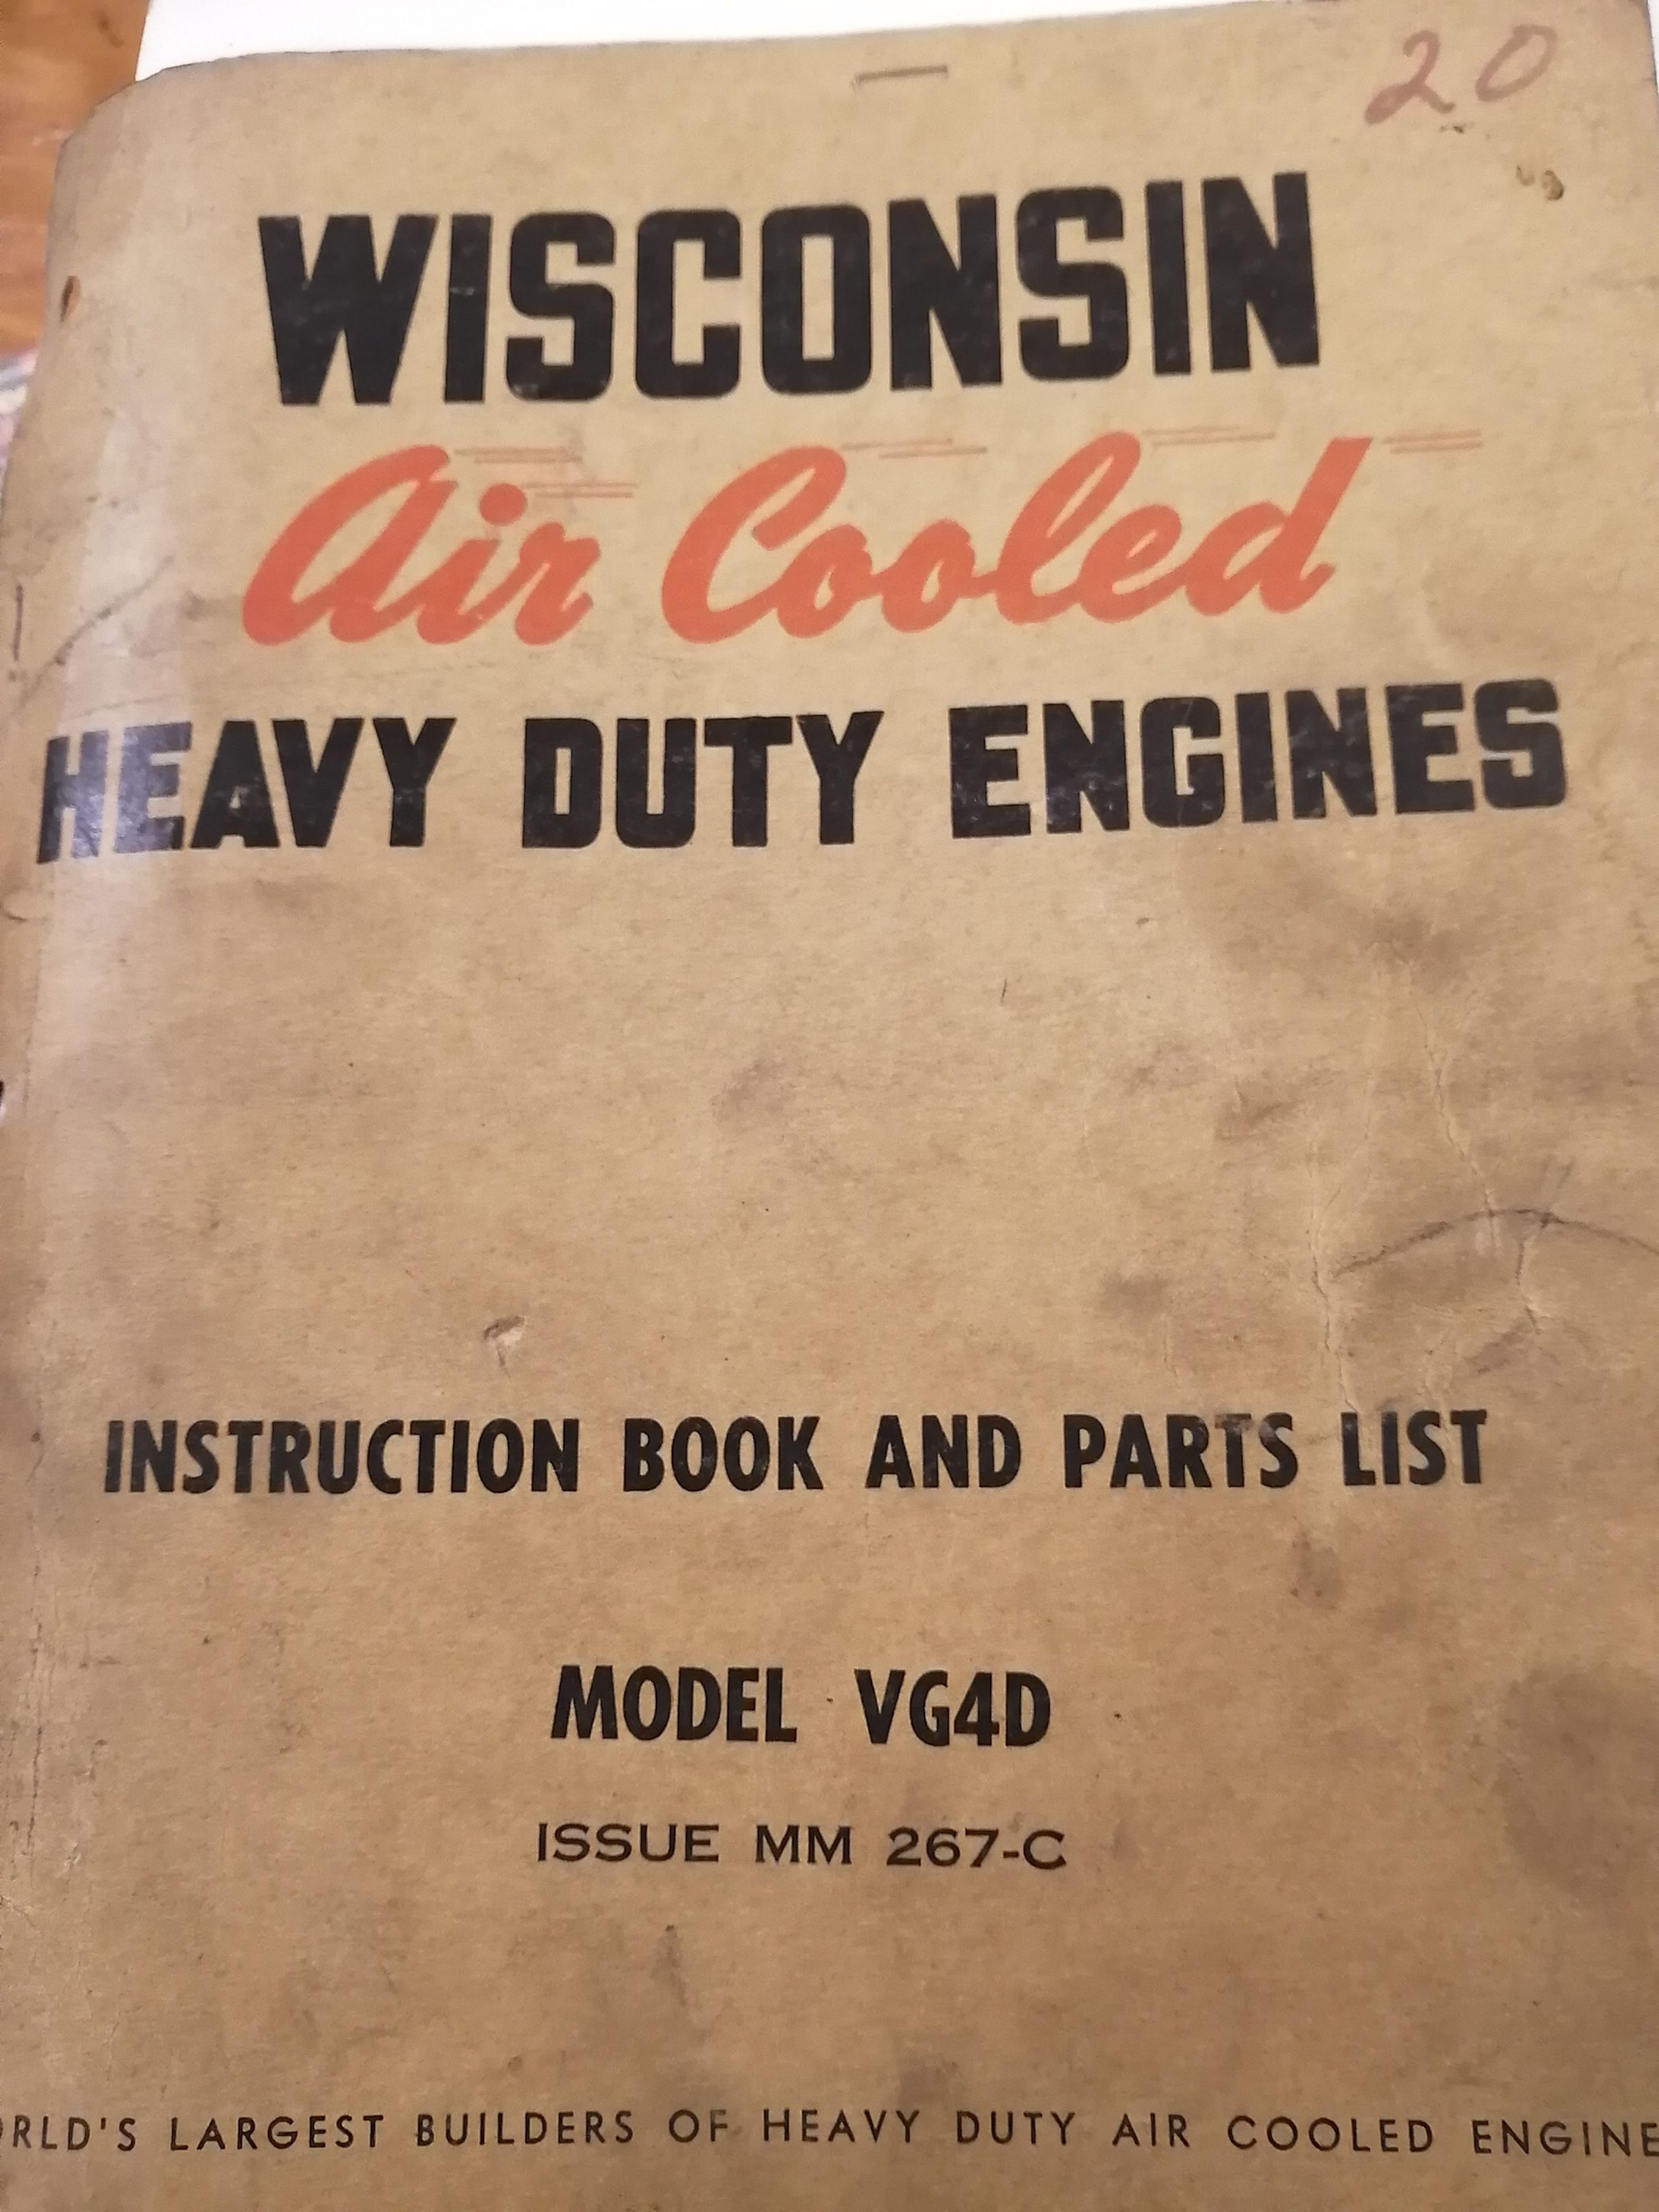 20
WISCONSIN
Air Cooled
HEAVY DUTY ENGINES
INSTRUCTION BOOK AND PARTS LIST
MODEL VG4D
ISSUE MM 267-C
RLD'S LARGEST BUILDERS OF HEAVY DUTY AIR COOLED ENGINE